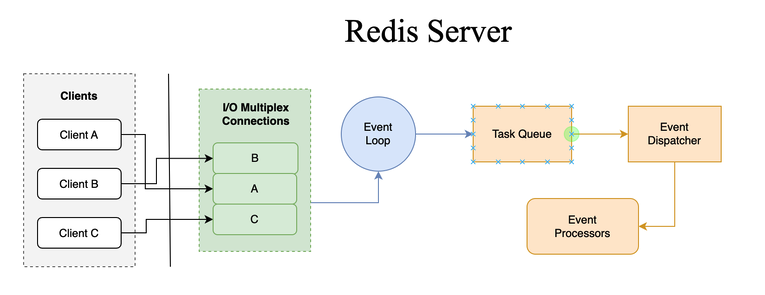 Redis Server
Clients
Client A
Client B
Client C
I/O Multiplex
Connections
B
A
C
Event
Loop
Task Queue
Event
Dispatcher
Event
Processors